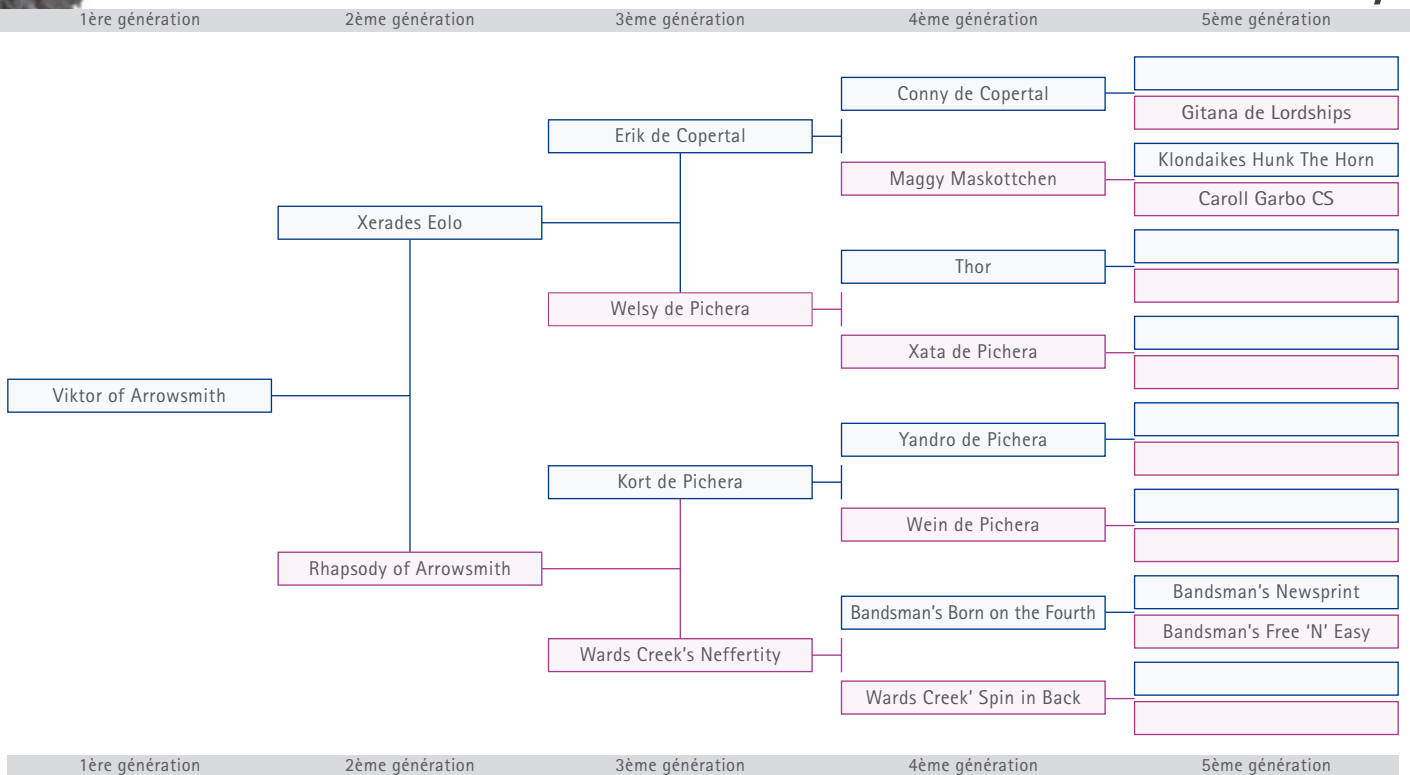 1ère génération 2ème génération 3ème génération 4ème génération 5ème génération
Conny de Copertal
Gitana de Lordships
Erik de Copertal
Klondaikes Hunk The Horn
Maggy Maskottchen
Caroll Garbo CS
Xerades Eolo
Thor
Welsy de Pichera
Xata de Pichera
Viktor of Arrowsmith
Yandro de Pichera
Kort de Pichera
Wein de Pichera
Rhapsody of Arrowsmith
Bandsman's Newsprint
Bandsman's Born on the Fourth
Bandsman's Free 'N' Easy
Wards Creek's Neffertity
Wards Creek' Spin in Back
1ère génération 2ème génération 3ème génération 4ème génération 5ème génération